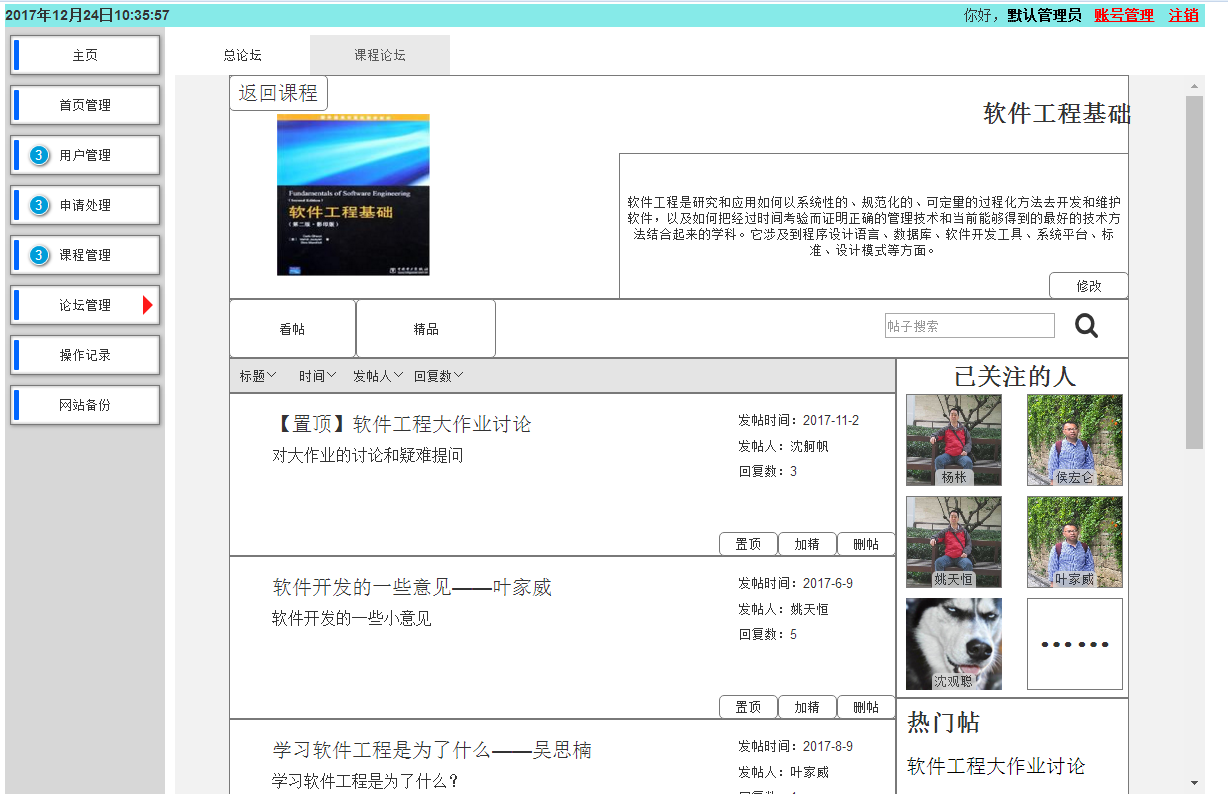 2017年12月24日10:35:57
你好，默认管理员 账号管理 注销
主页
首页管理
3 用户管理
3 申请处理
3 课程管理
论坛管理
操作记录
网站备份
总论坛 课程论坛
返回课程
软件工程基础
Fundamentals of Software Engineering
软件工程基础
（第二版·影印版）
软件工程是研究和应用如何以系统性的、规范化的、可定量的过程化方法去开发和维护
软件，以及如何把经过时间考验而证明正确的管理技术和当前能够得到的最好的技术方
法结合起来的学科。它涉及到程序设计语言、数据库、软件开发工具、系统平台、标
准、设计模式等方面。
修改
看帖 精品 帖子搜索
标题 时间 发帖人 回复数
【置顶】软件工程大作业讨论
对大作业的讨论和疑难提问
发帖时间：2017-11-2
发帖人：沈舸帆
回复数：3
置顶 加精 删帖
软件开发的一些意见——叶家威
软件开发的一些小意见
发帖时间：2017-6-9
发帖人：姚天恒
回复数：5
置顶 加精 删帖
学习软件工程是为了什么——吴思楠
学习软件工程是为了什么？
发帖时间：2017-8-9
发帖人：叶家威
已关注的人
杨枨 侯宏仑
姚天恒 叶家威
沈观聪 ······
热门帖
软件工程大作业讨论